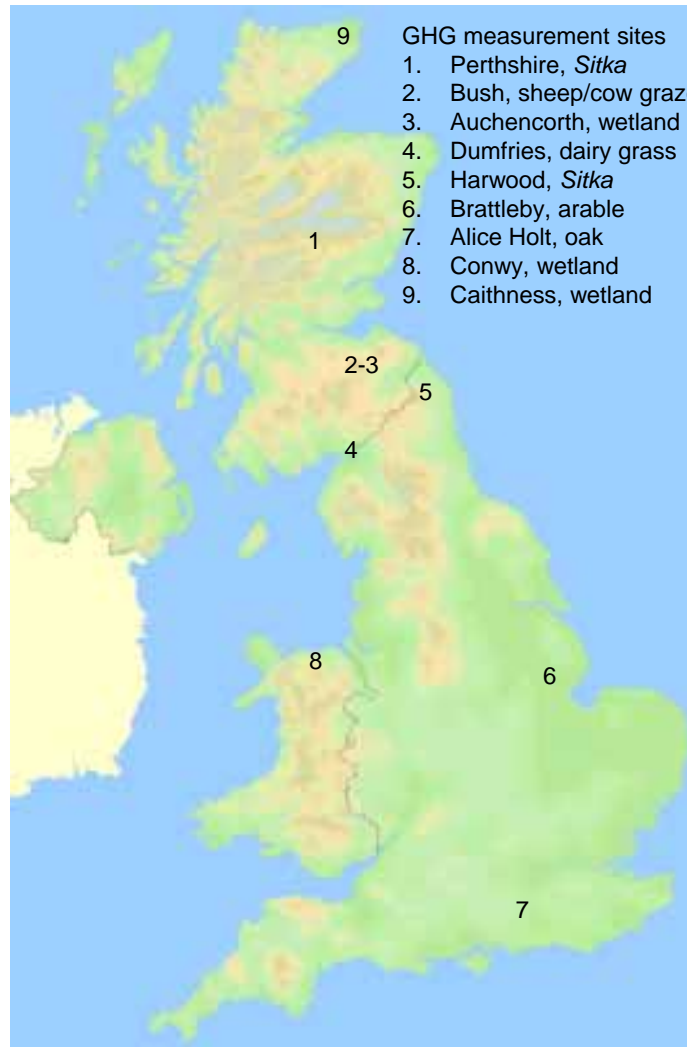 9
GHG measurement sites
1. Perthshire, Sitka
2. Bush, sheep/cow graze
3. Auchencorth, wetland
4. Dumfries, dairy grass
5. Harwood, Sitka
6. Brattleby, arable
7. Alice Holt, oak
8. Conwy, wetland
9. Caithness, wetland
1
2-3
5
4
8
6
7